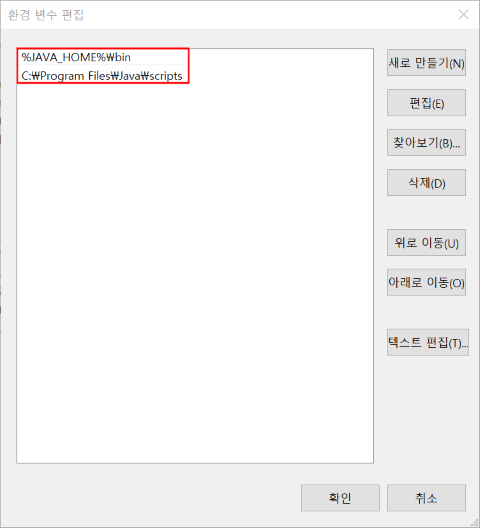 환경 변수 편집
%JAVA_HOME%₩bin
C:₩Program Files₩Java₩scripts
새로 만들기(N)
편집(E)
찾아보기(B)...
삭제(D)
위로 이동(U)
아래로 이동(O)
텍스트 편집(T)...
확인
취소